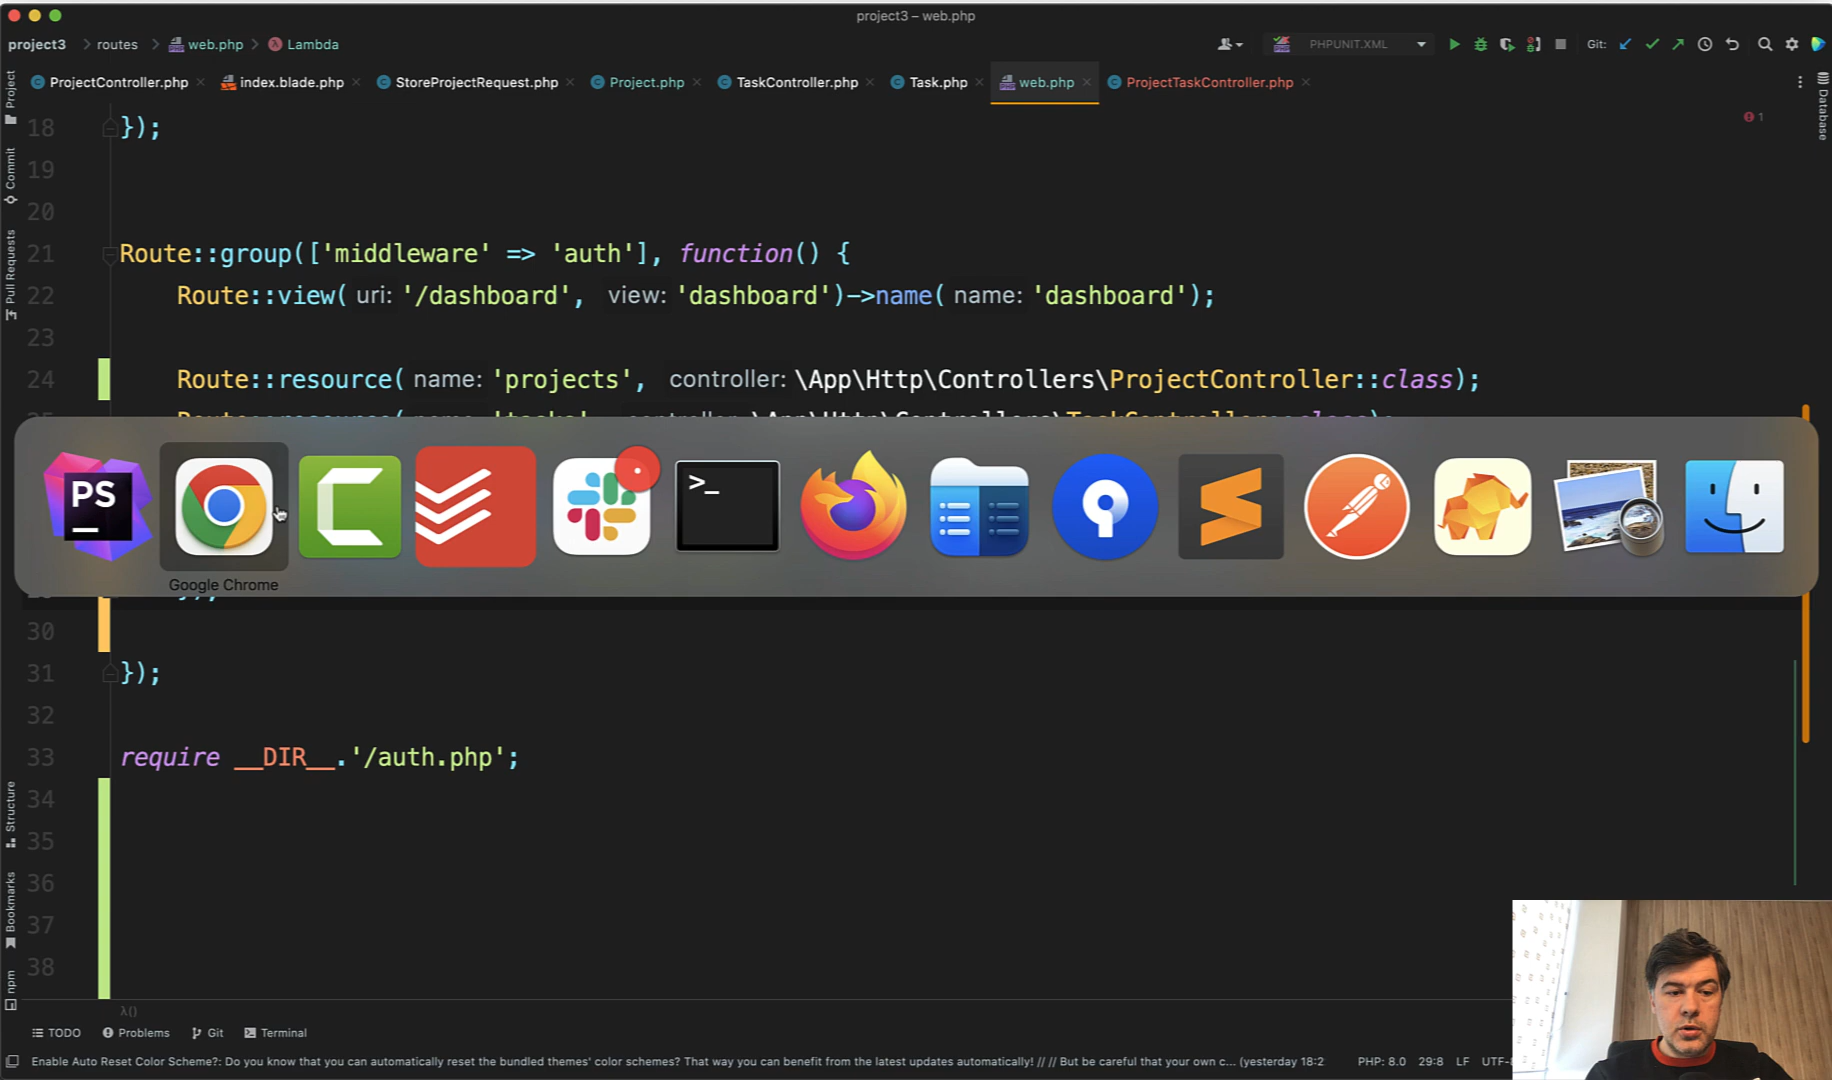 project3 – web.php
project3 routes web.php Lambda
PHPUNIT.XML Git:
ProjectController.php index.blade.php StoreProjectRequest.php Project.php TaskController.php Task.php web.php ProjectTaskController.php
Project
Commit
Pull Requests
Structure
Bookmarks
npm
Database
1
18 });
19
20
21 Route::group(['middleware' => 'auth'], function() {
22 Route::view( uri: '/dashboard', view: 'dashboard')->name( name: 'dashboard');
23
24 Route::resource( name: 'projects', controller: \App\Http\Controllers\ProjectController::class);
PS
>_
Google Chrome
30
31 });
32
33 require __DIR__.'/auth.php';
34
35
36
37
38
λ()
TODO Problems Git Terminal
Enable Auto Reset Color Scheme?: Do you know that you can automatically reset the bundled themes' color schemes? That way you can benefit from the latest updates automatically! // // But be careful that your own c... (yesterday 18:2 PHP: 8.0 29:8 LF UTF-